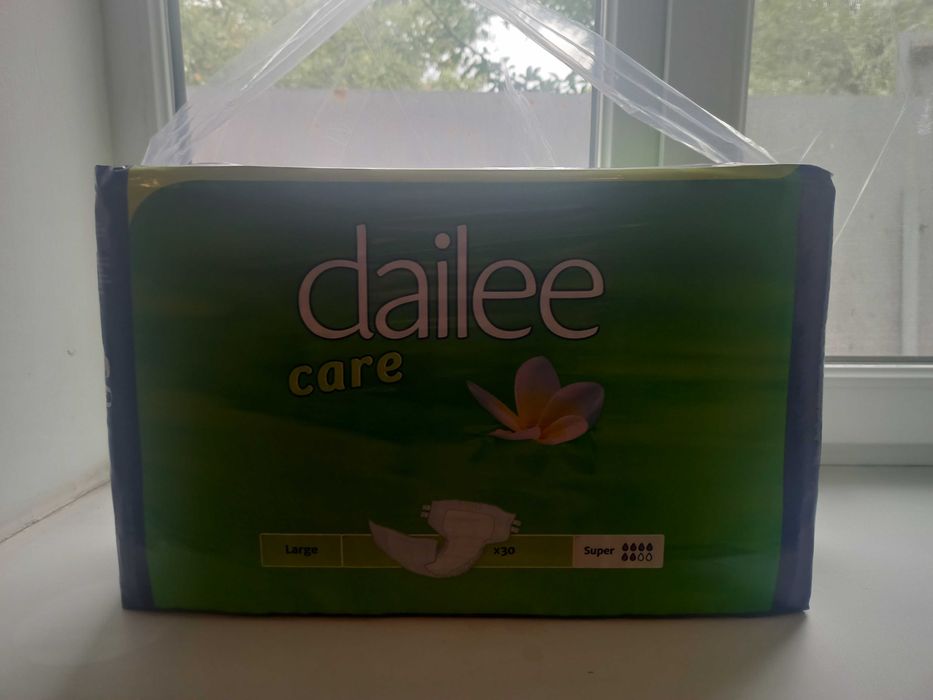 dailee
care
Large x30 Super